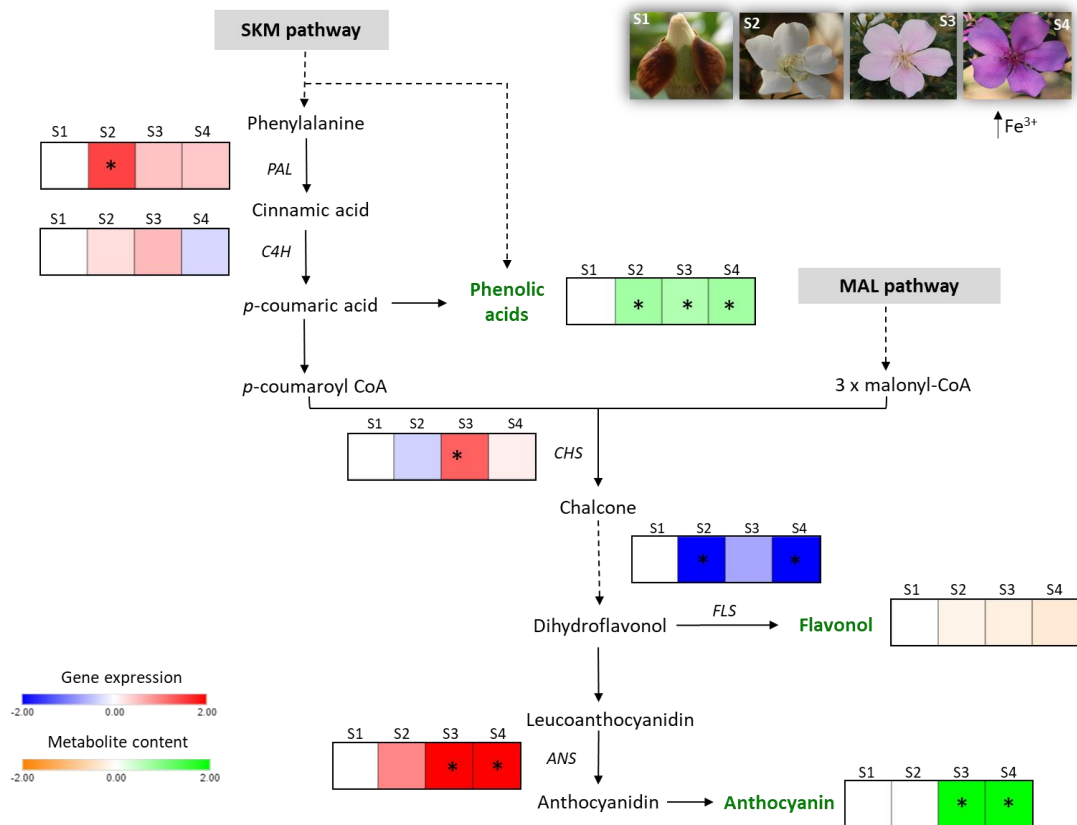 SKM pathway
S1 S2 S3 S4
Fe3+
Phenylalanine
S1 S2 S3 S4
*
PAL
Cinnamic acid
S1 S2 S3 S4
C4H
p-coumaric acid
Phenolic
acids
S1 S2 S3 S4
* * *
MAL pathway
p-coumaroyl CoA
3 x malonyl-CoA
S1 S2 S3 S4
*
CHS
Chalcone
S1 S2 S3 S4
* *
Dihydroflavonol
FLS
Flavonol
S1 S2 S3 S4
Gene expression
-2.00 0.00 2.00
Metabolite content
-2.00 0.00 2.00
Leucoanthocyanidin
S1 S2 S3 S4
* *
ANS
Anthocyanidin
Anthocyanin
S1 S2 S3 S4
* *